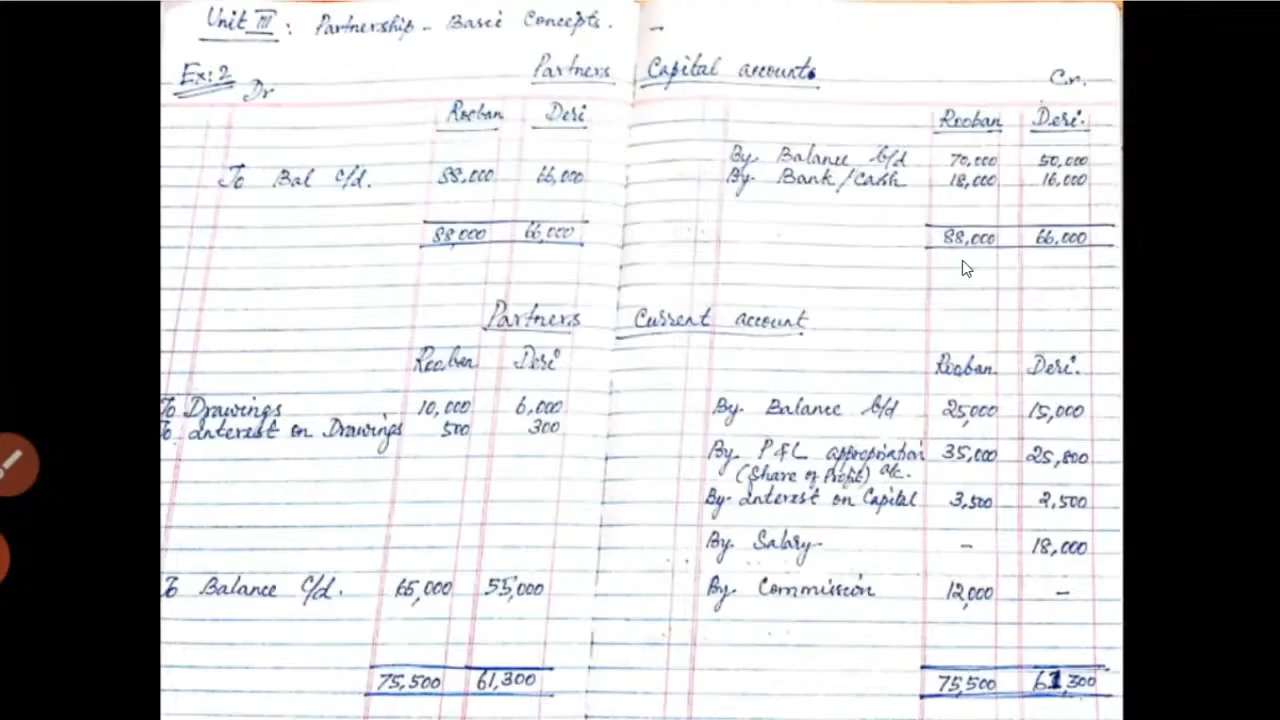 Unit III : Partnership - Basic Concepts. -
Ex: 2 Dr Partners Capital accounts Cr.
Rooban Deri Rooban Deri.
By Balance b/d 70,000 50,000
To Bal c/d. 88,000 66,000 By Bank / Cash 18,000 16,000
88,000 66,000 88,000 66,000
Partners Current account
Rooban Deri Rooban Deri.
To Drawings 10,000 6,000 By Balance b/d 25,000 15,000
To Interest on Drawings 500 300
By P & L appropriation 35,000 25,800
(Share of Profit) a/c.
By Interest on Capital 3,500 2,500
By Salary - - 18,000
To Balance c/d. 65,000 55,000 By Commission 12,000 -
75,500 61,300 75,500 61,300